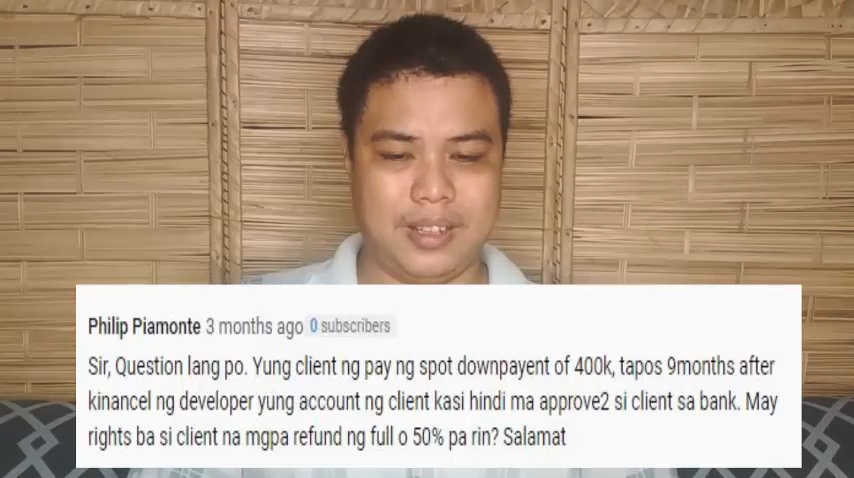 Philip Piamonte 3 months ago 0 subscribers
Sir, Question lang po. Yung client ng pay ng spot downpayent of 400k, tapos 9months after
kinancel ng developer yung account ng client kasi hindi ma approve2 si client sa bank. May
rights ba si client na mgpa refund ng full o 50% pa rin? Salamat